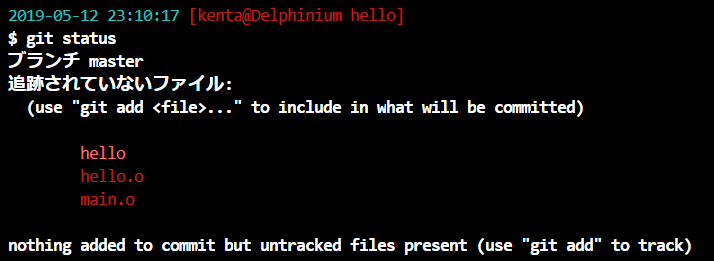 2019-05-12 23:10:17 [kenta@Delphinium hello]
$ git status
ブランチ master
追跡されていないファイル:
  (use "git add <file>..." to include in what will be committed)
        hello
        hello.o
        main.o
nothing added to commit but untracked files present (use "git add" to track)